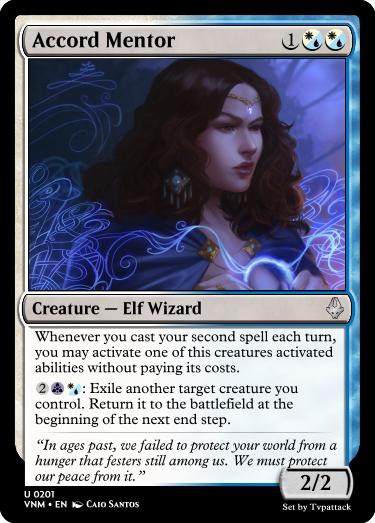 Accord Mentor 1
Creature — Elf Wizard
Whenever you cast your second spell each turn,
you may activate one of this creatures activated
abilities without paying its costs.
2 : Exile another target creature you
control. Return it to the battlefield at the
beginning of the next end step.
“In ages past, we failed to protect your world from a
hunger that festers still among us. We must protect
our peace from it.”
2/2
U 0201
VNM • EN Caio Santos
Set by Tvpattack